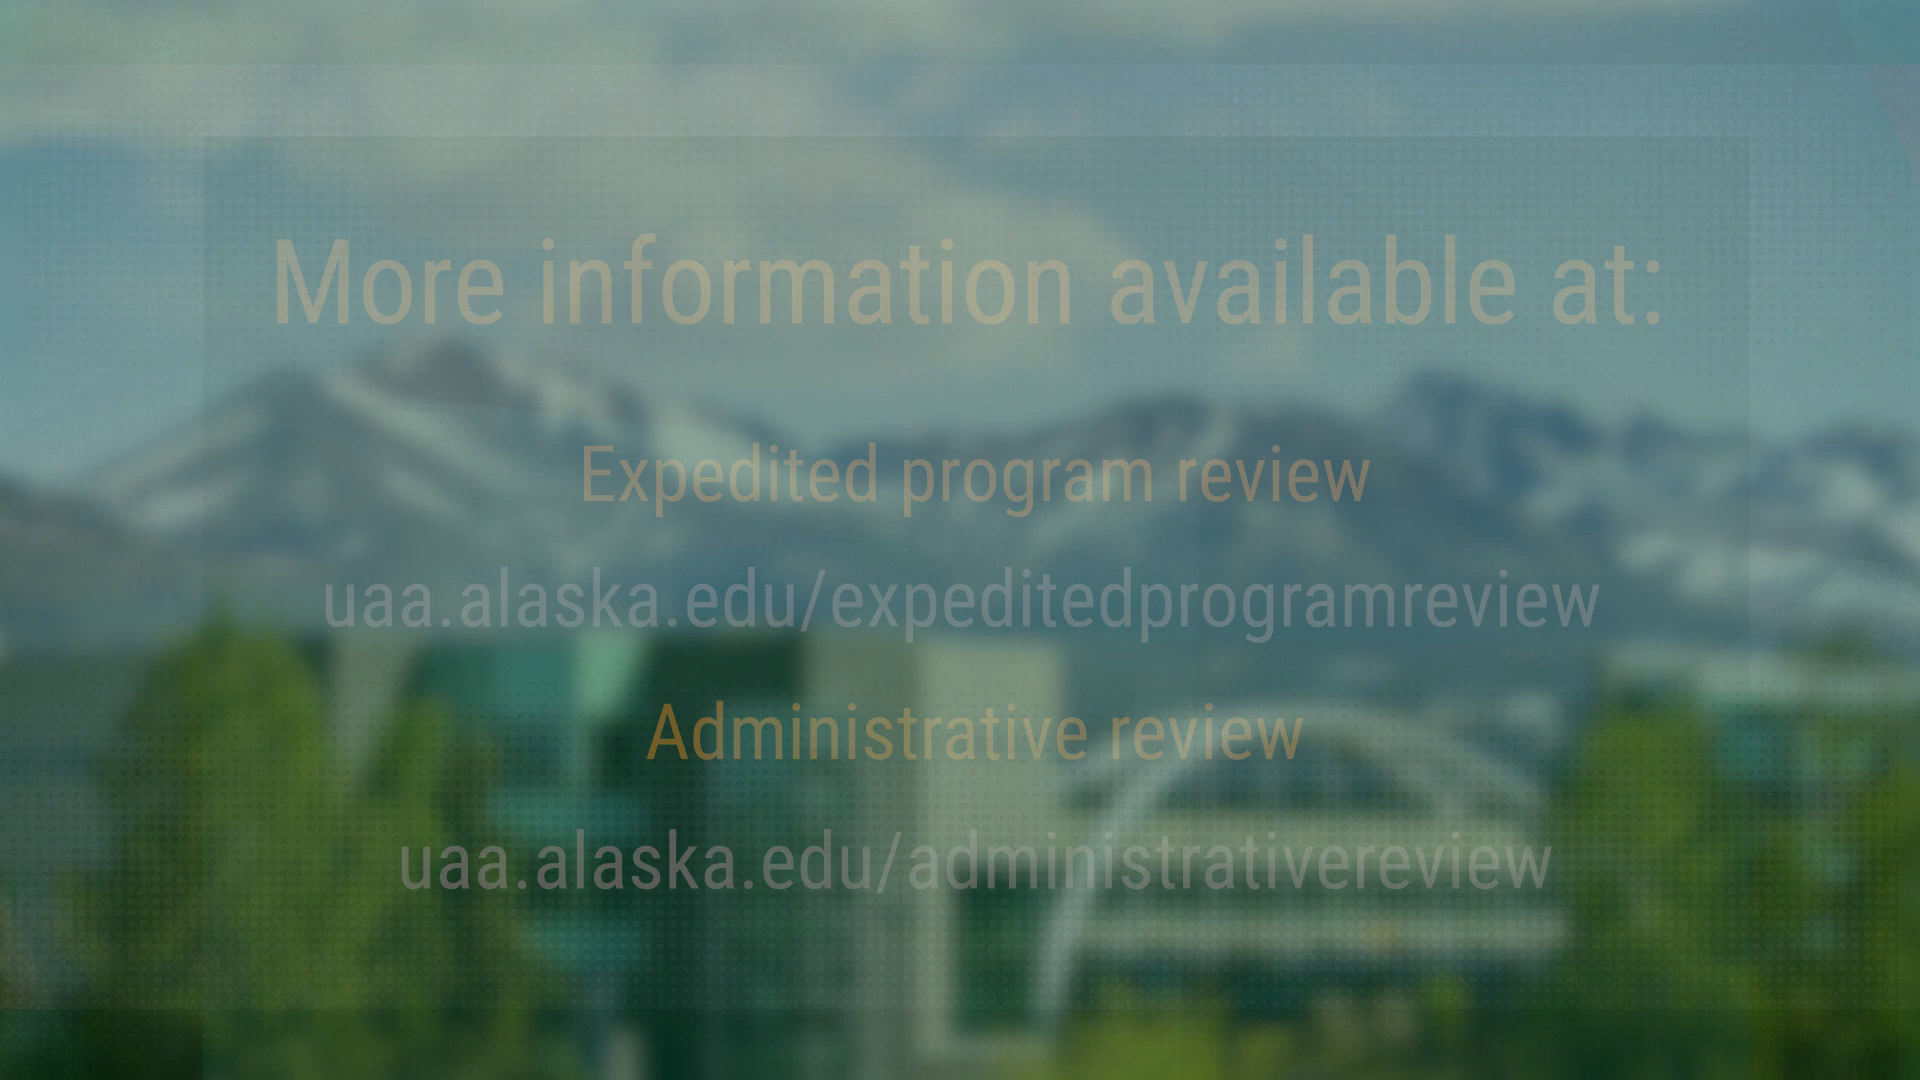 More information available at:
Expedited program review
uaa.alaska.edu/expeditedprogramreview
Administrative review
uaa.alaska.edu/administrativereview